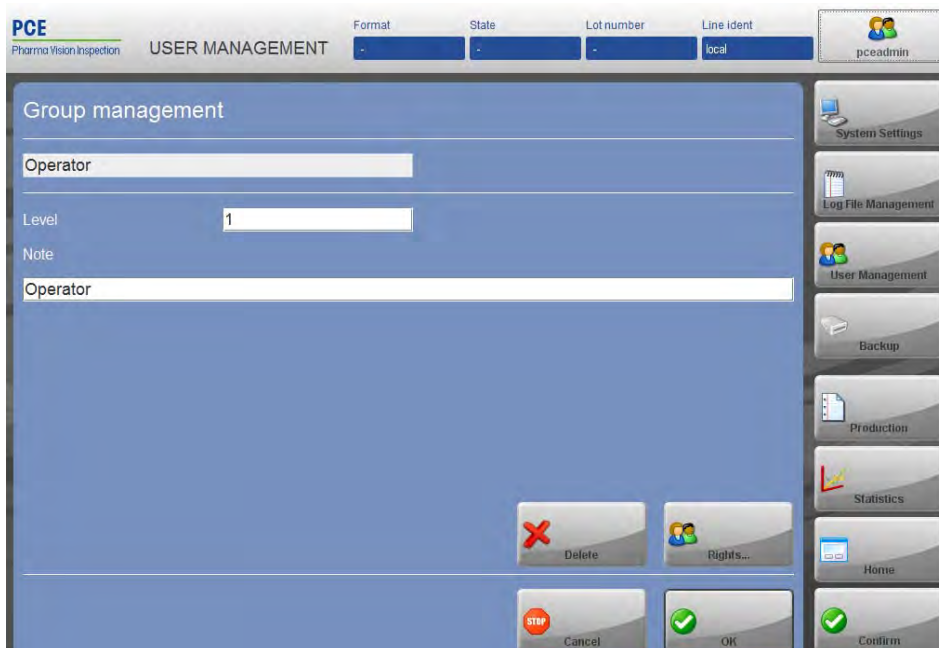 PCE
Pharma Vision Inspection
USER MANAGEMENT
Format
-
State
-
Lot number
-
Line ident
local
pceadmin
Group management
Operator
Level
1
Note
Operator
Delete
Rights...
Cancel
OK
System Settings
Log File Management
User Management
Backup
Production
Statistics
Home
Confirm
STOP